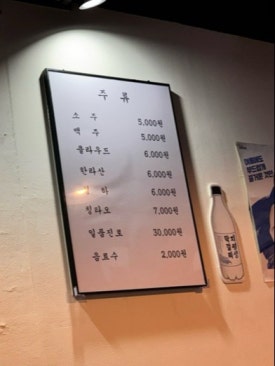 주 류
소 주 5,000원
맥 주 5,000원
클라우드 6,000원
한라산 6,000원
하 6,000원
칭따오 7,000원
일품진로 30,000원
음료수 2,000원